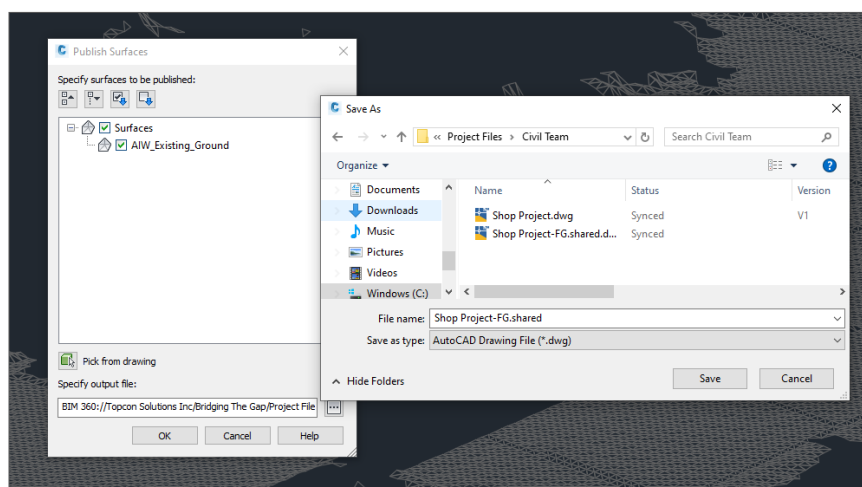 Publish Surfaces
Specify surfaces to be published:
Surfaces
AIW_Existing_Ground
Pick from drawing
Specify output file:
BIM 360://Topcon Solutions Inc/Bridging The Gap/Project File
...
OK Cancel Help
Save As
« Project Files › Civil Team
Search Civil Team
Organize
Documents
Downloads
Music
Pictures
Videos
Windows (C:)
Name Status Version
Shop Project.dwg Synced V1
Shop Project-FG.shared.d... Synced
File name: Shop Project-FG.shared
Save as type: AutoCAD Drawing File (*.dwg)
Hide Folders
Save Cancel